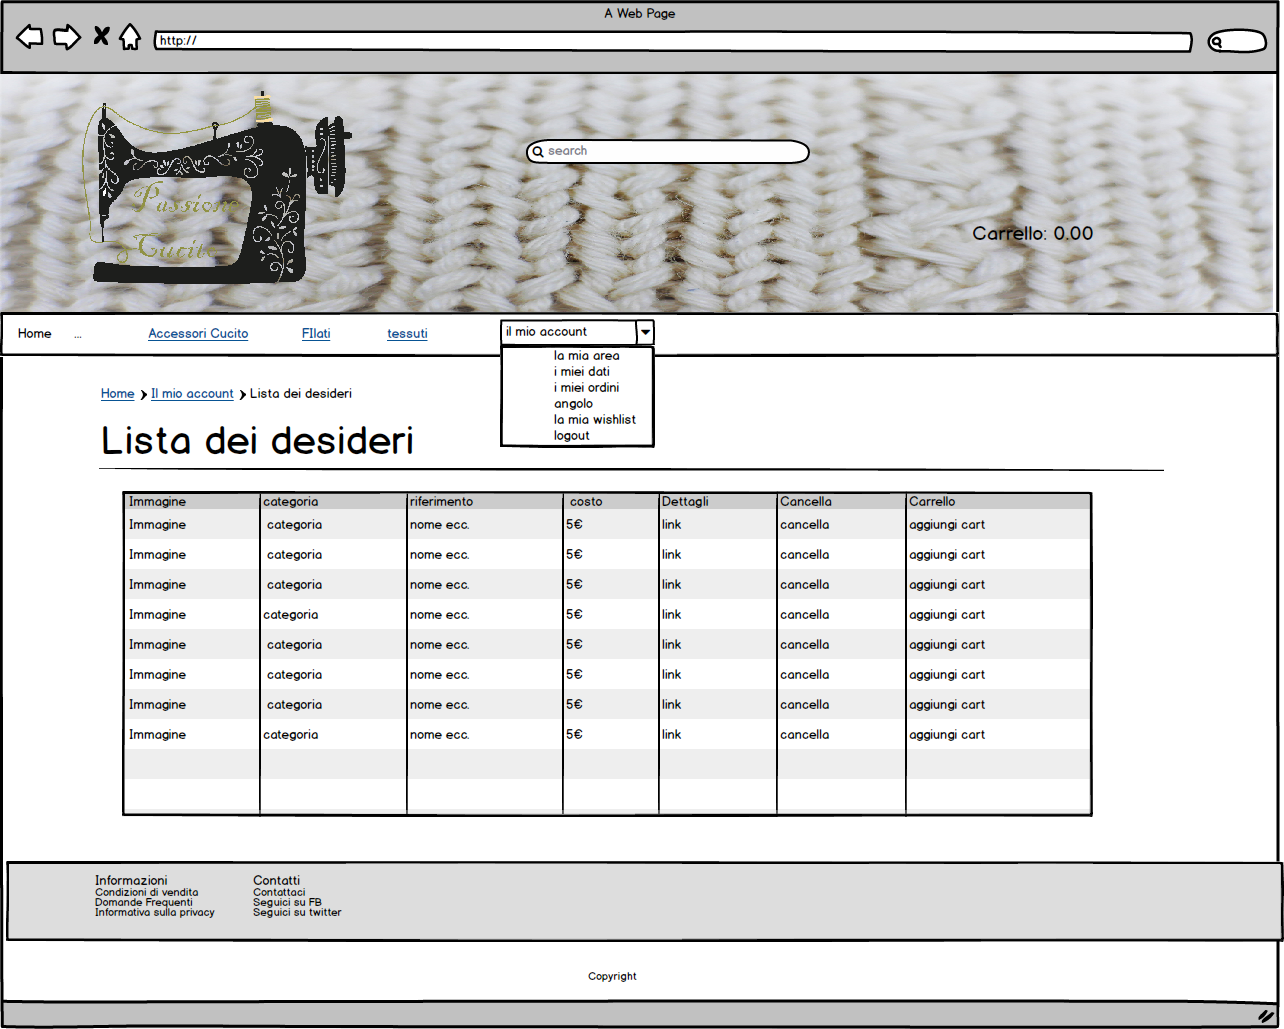 A Web Page
http://
search
Passione
Cucito
Carrello: 0.00
Home ... Accessori Cucito FIlati tessuti il mio account
la mia area
i miei dati
i miei ordini
angolo
la mia wishlist
logout
Home Il mio account Lista dei desideri
Lista dei desideri
Immagine categoria riferimento costo Dettagli Cancella Carrello
Immagine categoria nome ecc. 5€ link cancella aggiungi cart
Immagine categoria nome ecc. 5€ link cancella aggiungi cart
Immagine categoria nome ecc. 5€ link cancella aggiungi cart
Immagine categoria nome ecc. 5€ link cancella aggiungi cart
Immagine categoria nome ecc. 5€ link cancella aggiungi cart
Immagine categoria nome ecc. 5€ link cancella aggiungi cart
Immagine categoria nome ecc. 5€ link cancella aggiungi cart
Immagine categoria nome ecc. 5€ link cancella aggiungi cart
Informazioni
Condizioni di vendita
Domande Frequenti
Informativa sulla privacy
Contatti
Contattaci
Seguici su FB
Seguici su twitter
Copyright